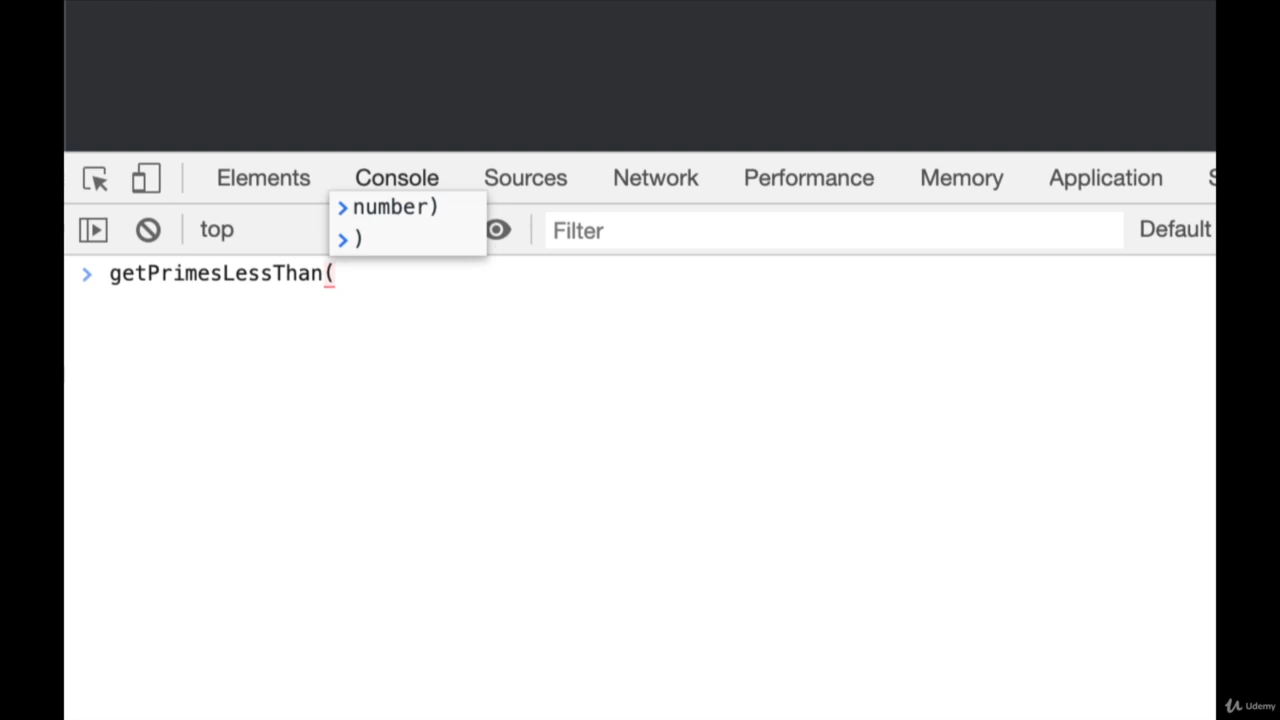 Elements Console Sources Network Performance Memory Application
number)
)
top Filter Default
getPrimesLessThan(
Udemy